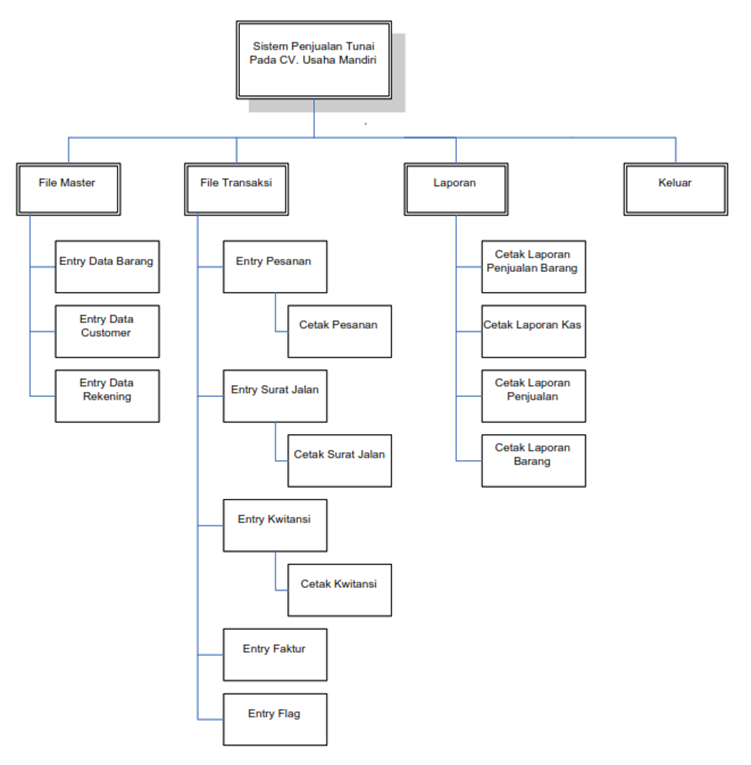 Sistem Penjualan Tunai
Pada CV. Usaha Mandiri
File Master
File Transaksi
Laporan
Keluar
Entry Data Barang
Entry Data
Customer
Entry Data
Rekening
Entry Pesanan
Cetak Pesanan
Entry Surat Jalan
Cetak Surat Jalan
Entry Kwitansi
Cetak Kwitansi
Entry Faktur
Entry Flag
Cetak Laporan
Penjualan Barang
Cetak Laporan Kas
Cetak Laporan
Penjualan
Cetak Laporan
Barang